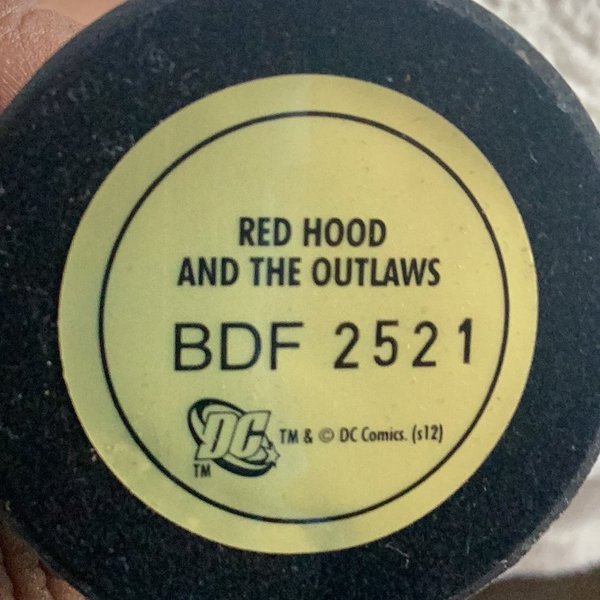 RED HOOD
AND THE OUTLAWS
BDF 2521
DC TM & © DC Comics. (s12)
TM